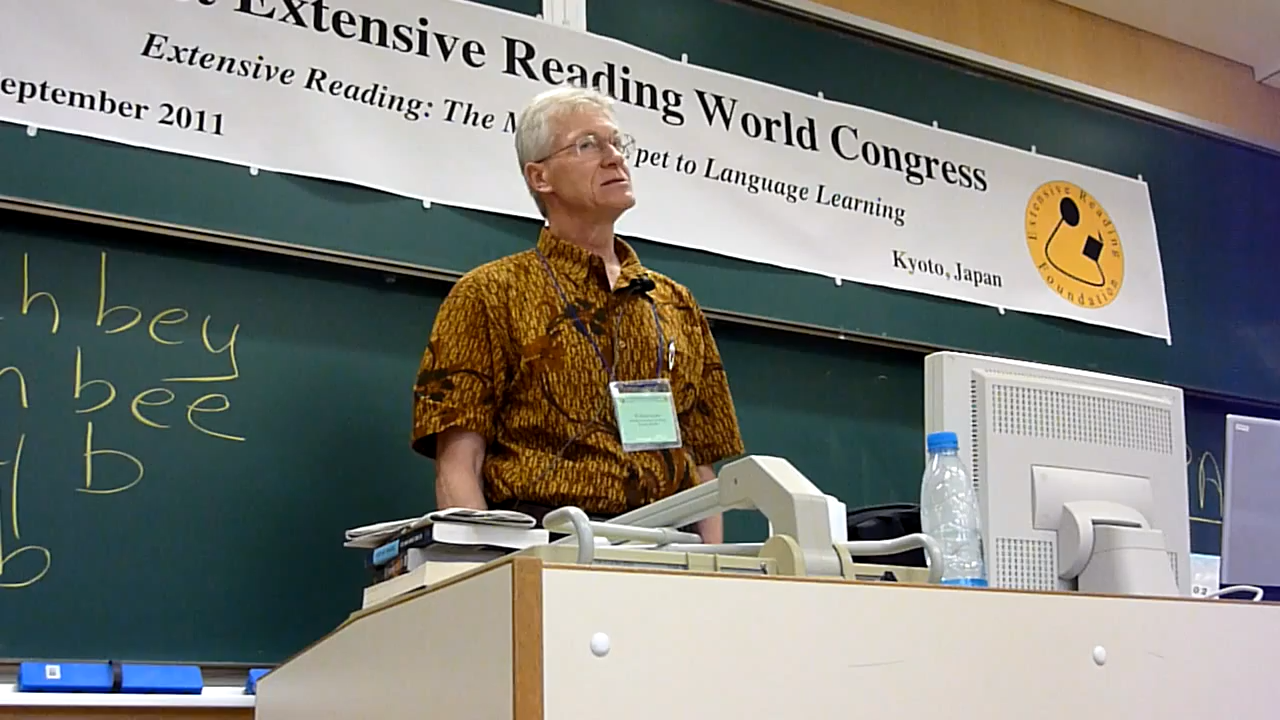 Extensive Reading World Congress
Extensive Reading: The M pet to Language Learning
eptember 2011
Kyoto, Japan
Extensive Reading
Foundation
h bey
n bee
b
b